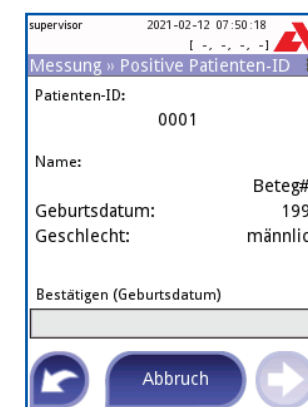 supervisor 2021-02-12 07:50:18
[ -, -, -, -]
Messung » Positive Patienten-ID
Patienten-ID:
0001
Name:
Beteg#
Geburtsdatum: 199
Geschlecht: männlic
Bestätigen (Geburtsdatum)
Abbruch